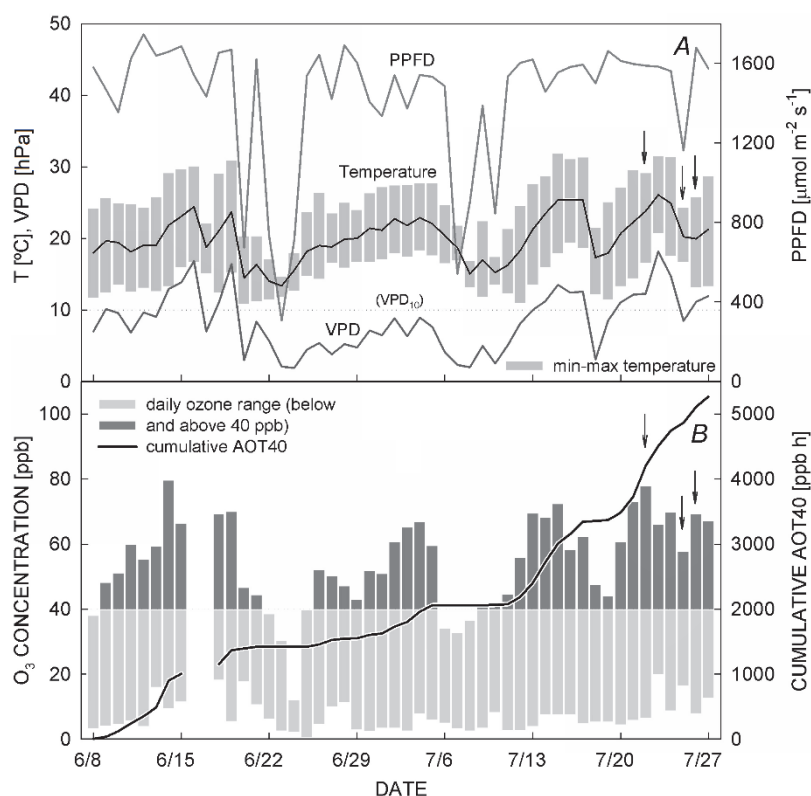 50
40
30
20
10
0
T [ºC], VPD [hPa]
PPFD
A
Temperature
(VPD10)
VPD
min-max temperature
1600
1200
800
400
0
PPFD [μmol m-2 s-1]
100
80
60
40
20
0
O3 CONCENTRATION [ppb]
daily ozone range (below
and above 40 ppb)
cumulative AOT40
B
5000
4000
3000
2000
1000
0
CUMULATIVE AOT40 [ppb h]
6/8 6/15 6/22 6/29 7/6 7/13 7/20 7/27
DATE